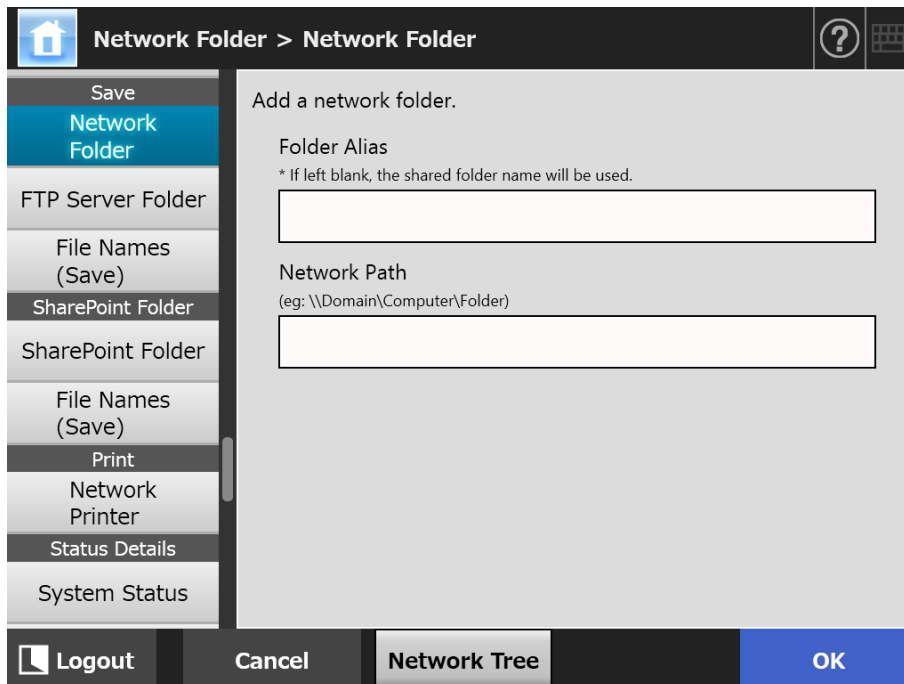 Network Folder > Network Folder
?
Save
Network
Folder
FTP Server Folder
File Names
(Save)
SharePoint Folder
SharePoint Folder
File Names
(Save)
Print
Network
Printer
Status Details
System Status
Add a network folder.
Folder Alias
* If left blank, the shared folder name will be used.
Network Path
(eg: \\Domain\Computer\Folder)
Logout
Cancel
Network Tree
OK